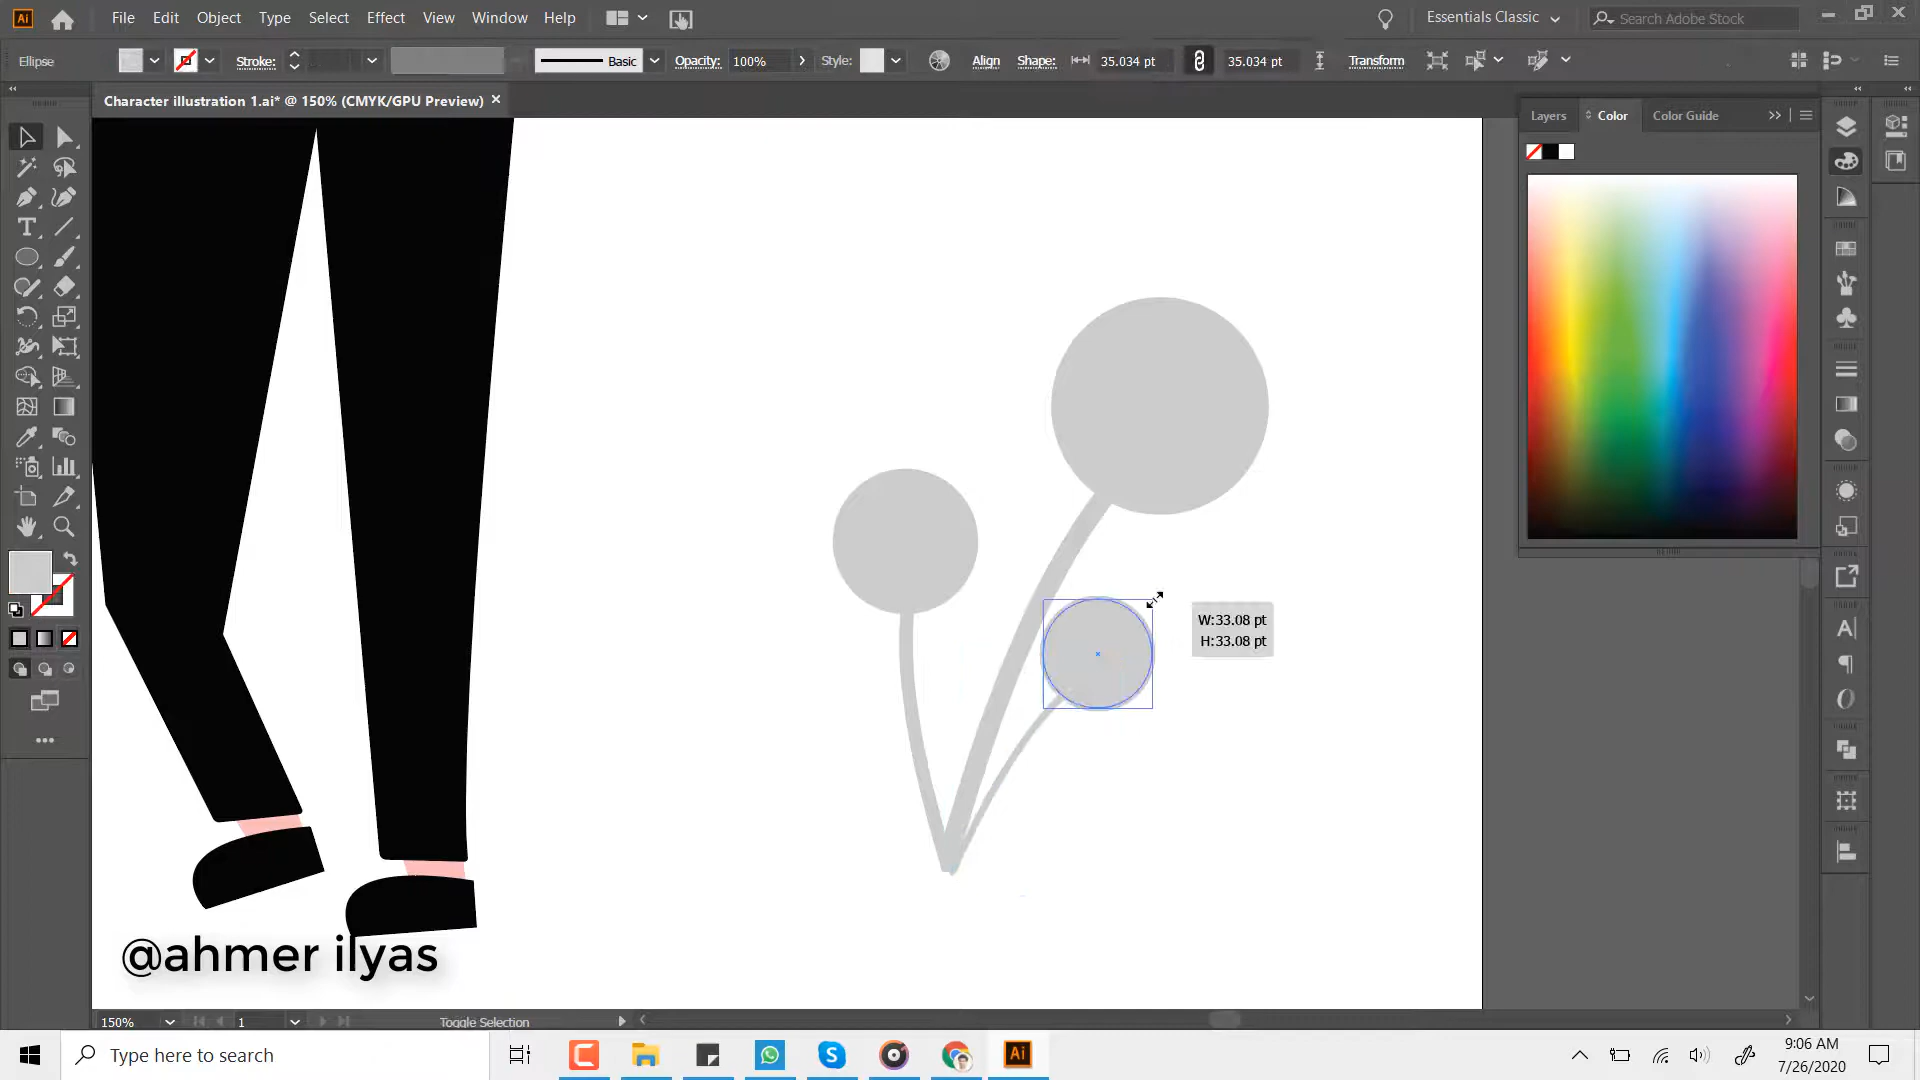 Ai File Edit Object Type Select Effect View Window Help Essentials Classic Search Adobe Stock
Ellipse Stroke: Basic Opacity: 100% Style: Align Shape: 35.034 pt 35.034 pt Transform
Character illustration 1.ai* @ 150% (CMYK/GPU Preview)
Layers Color Color Guide
W:33.08 pt
H:33.08 pt
@ahmer ilyas
150% 1 Toggle Selection
Type here to search
Ai
9:06 AM
7/26/2020